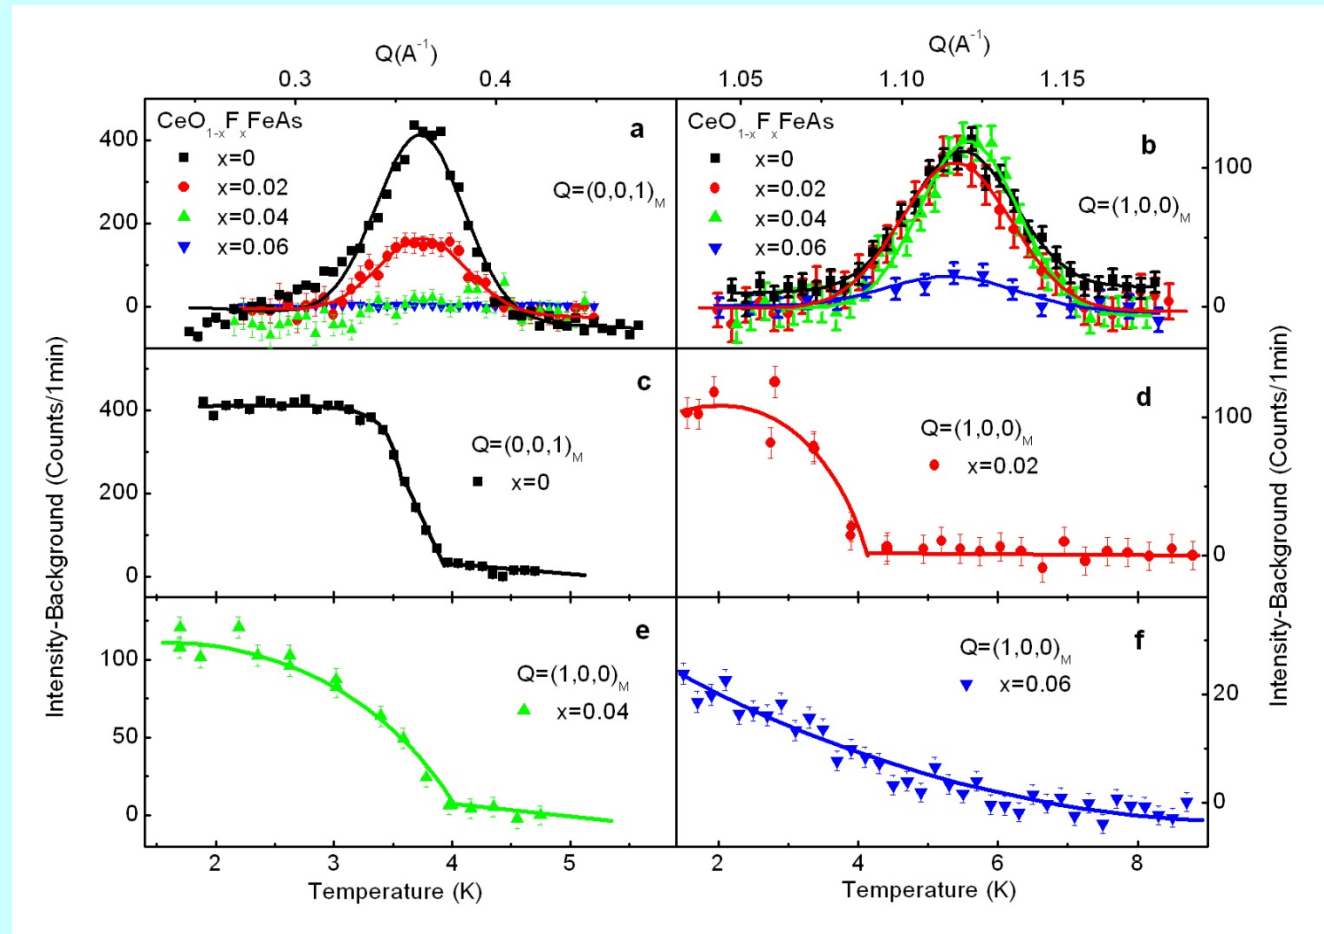 Q(A⁻¹)
Q(A⁻¹)
0.3 0.4
1.05 1.10 1.15
CeO₁₋ₓFₓFeAs
x=0
x=0.02
x=0.04
x=0.06
a
Q=(0,0,1)M
400
200
0
CeO₁₋ₓFₓFeAs
x=0
x=0.02
x=0.04
x=0.06
b
Q=(1,0,0)M
100
0
c
Q=(0,0,1)M
x=0
400
200
0
d
Q=(1,0,0)M
x=0.02
100
0
e
Q=(1,0,0)M
x=0.04
100
50
0
f
Q=(1,0,0)M
x=0.06
20
0
2 3 4 5
2 4 6 8
Temperature (K)
Temperature (K)
Intensity-Background (Counts/1min)
Intensity-Background (Counts/1min)